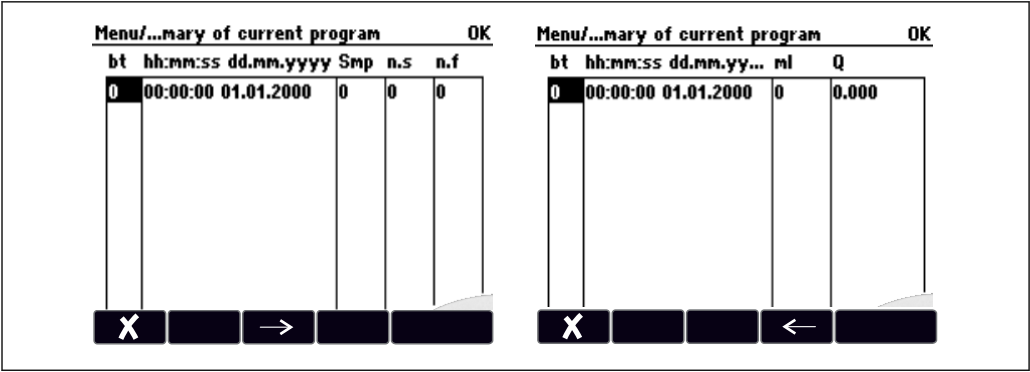 Menu/...mary of current program OK
bt hh:mm:ss dd.mm.yyyy Smp n.s n.f
0 00:00:00 01.01.2000 0 0 0
X →
Menu/...mary of current program OK
bt hh:mm:ss dd.mm.yy... ml Q
0 00:00:00 01.01.2000 0 0.000
X ←